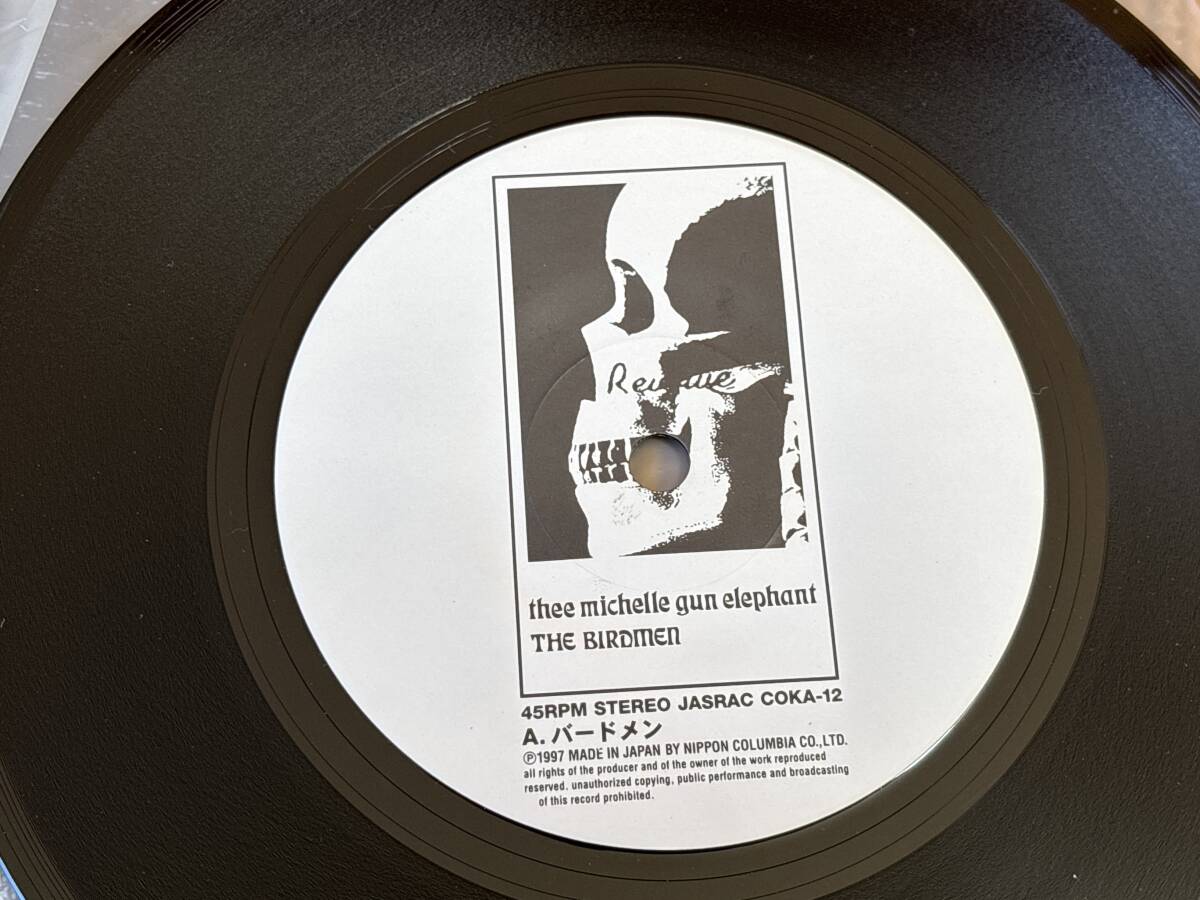 thee michelle gun elephant
THE BIRDMEN
45RPM STEREO JASRAC COKA-12
A. バードメン
℗1997 MADE IN JAPAN BY NIPPON COLUMBIA CO.,LTD.
all rights of the producer and of the owner of the work reproduced
reserved. unauthorized copying, public performance and broadcasting
of this record prohibited.